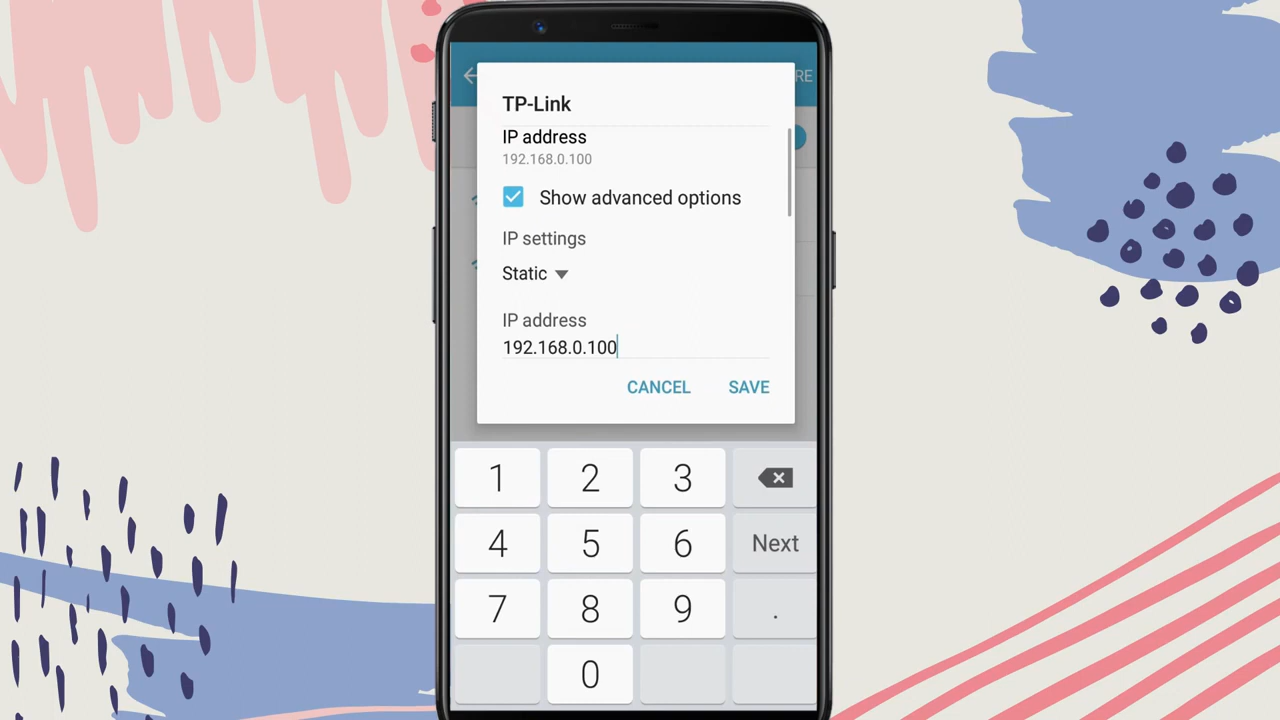 RE
TP-Link
IP address
192.168.0.100
Show advanced options
IP settings
Static
IP address
192.168.0.100
CANCEL SAVE
1 2 3
4 5 6 Next
7 8 9 .
0